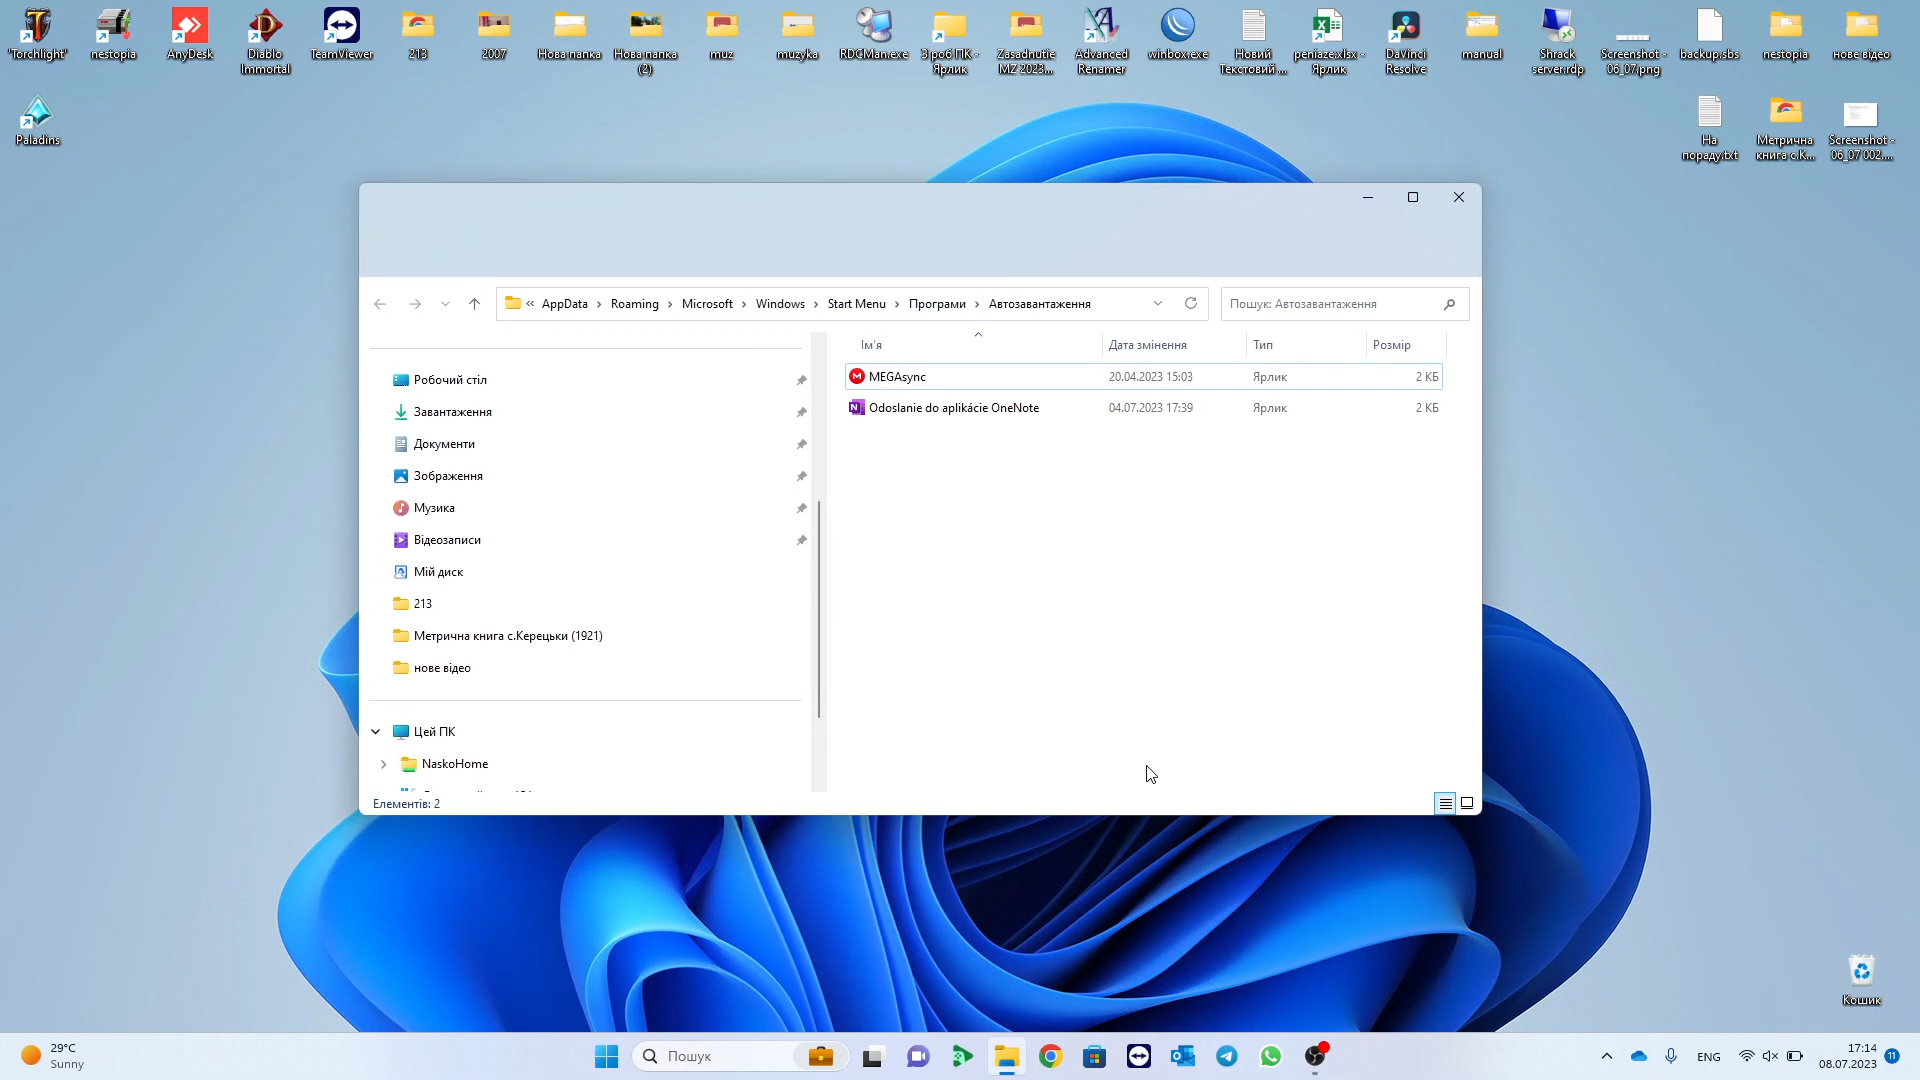 "Torchlight"
nestopia
AnyDesk
Diablo
Immortal
TeamViewer
213
2007
Нова папка
Нова папка
(2)
muz
muzyka
RDCMan.exe
З роб ПК -
Ярлик
Zasadnutie
MZ 2023...
Advanced
Renamer
winbox.exe
Новий
Текстовий ...
peniaze.xlsx -
Ярлик
DaVinci
Resolve
manual
Shrack
server.rdp
Screenshot -
06_07.png
backup.sbs
nestopia
нове відео
Paladins
На
пораду.txt
Метрична
книга с.К...
Screenshot -
06_07 002....
« AppData > Roaming > Microsoft > Windows > Start Menu > Програми > Автозавантаження
Пошук: Автозавантаження
Ім'я Дата змінення Тип Розмір
MEGAsync 20.04.2023 15:03 Ярлик 2 КБ
Odoslanie do aplikácie OneNote 04.07.2023 17:39 Ярлик 2 КБ
Робочий стіл
Завантаження
Документи
Зображення
Музика
Відеозаписи
Мій диск
213
Метрична книга с.Керецьки (1921)
нове відео
Цей ПК
NaskoHome
Елементів: 2
Кошик
29°C
Sunny
Пошук
ENG
17:14
08.07.2023
11